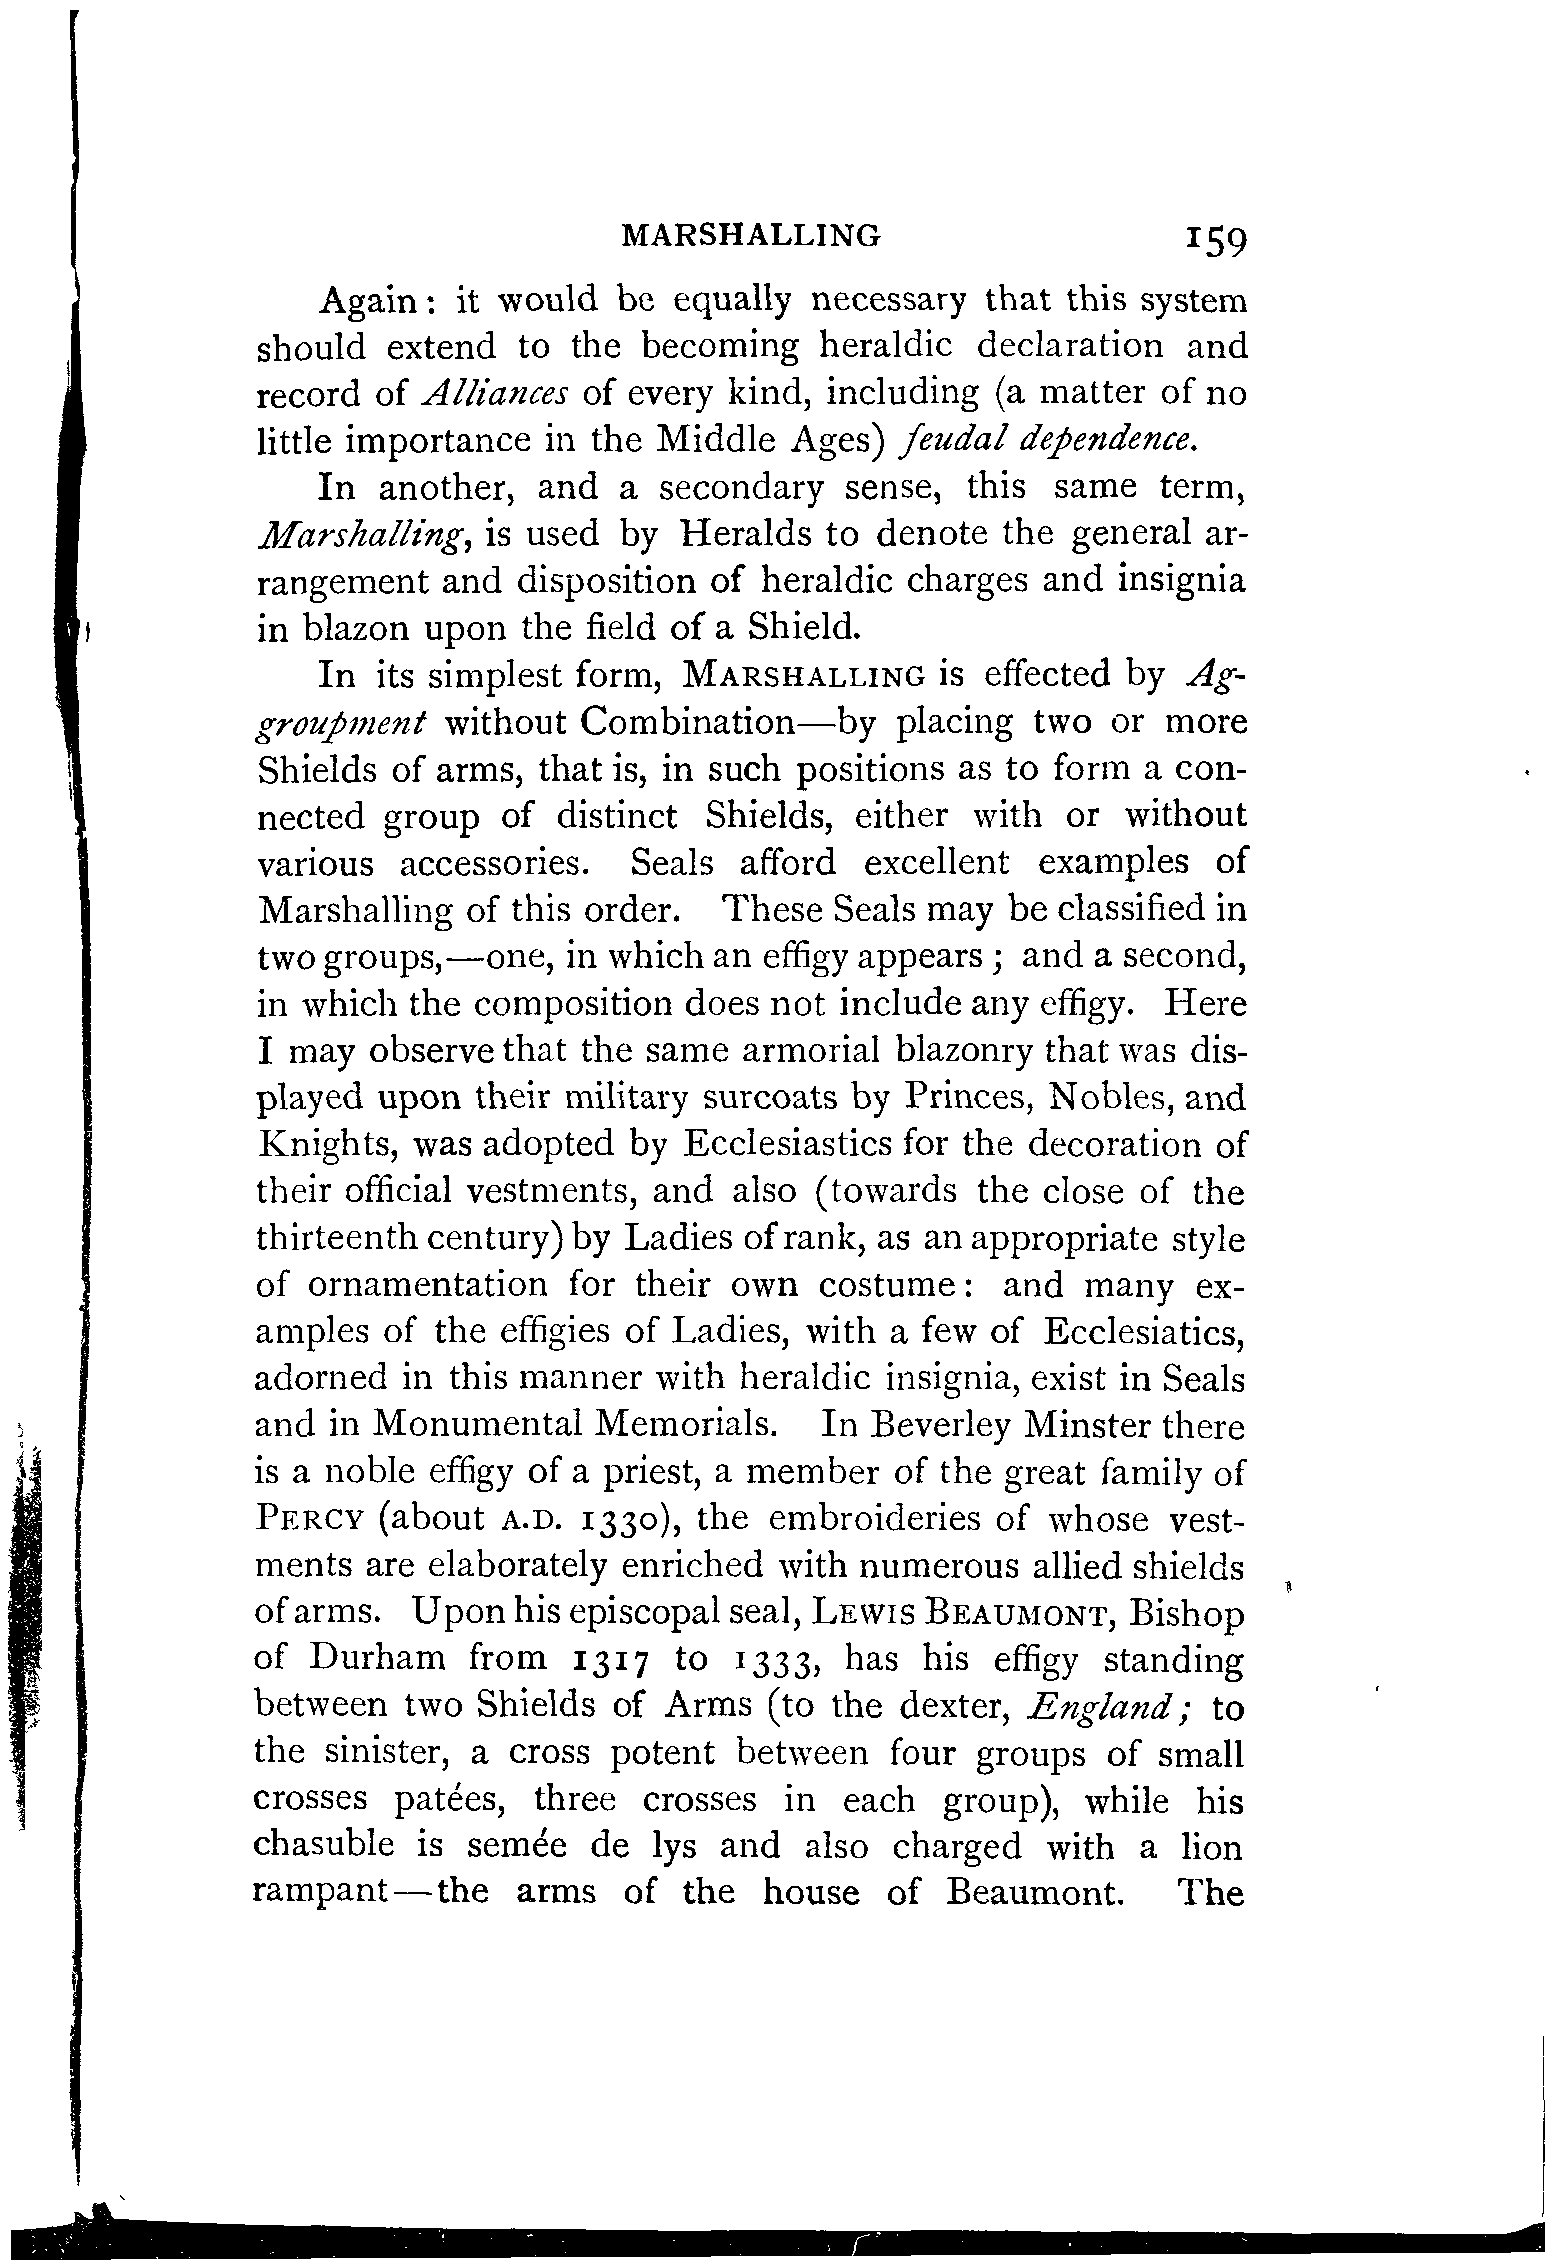 MARSHALLING 159
Again: it would be equally necessary that this system
should extend to the becoming heraldic declaration and
record of Alliances of every kind, including (a matter of no
little importance in the Middle Ages) feudal dependence.
In another, and a secondary sense, this same term,
Marshalling, is used by Heralds to denote the general ar-
rangement and disposition of heraldic charges and insignia
in blazon upon the field of a Shield.
In its simplest form, MARSHALLING is effected by Ag-
groupment without Combination—by placing two or more
Shields of arms, that is, in such positions as to form a con-
nected group of distinct Shields, either with or without
various accessories. Seals afford excellent examples of
Marshalling of this order. These Seals may be classified in
two groups,—one, in which an effigy appears; and a second,
in which the composition does not include any effigy. Here
I may observe that the same armorial blazonry that was dis-
played upon their military surcoats by Princes, Nobles, and
Knights, was adopted by Ecclesiastics for the decoration of
their official vestments, and also (towards the close of the
thirteenth century) by Ladies of rank, as an appropriate style
of ornamentation for their own costume: and many ex-
amples of the effigies of Ladies, with a few of Ecclesiatics,
adorned in this manner with heraldic insignia, exist in Seals
and in Monumental Memorials. In Beverley Minster there
is a noble effigy of a priest, a member of the great family of
PERCY (about A.D. 1330), the embroideries of whose vest-
ments are elaborately enriched with numerous allied shields
of arms. Upon his episcopal seal, LEWIS BEAUMONT, Bishop
of Durham from 1317 to 1333, has his effigy standing
between two Shields of Arms (to the dexter, England; to
the sinister, a cross potent between four groups of small
crosses patées, three crosses in each group), while his
chasuble is semée de lys and also charged with a lion
rampant—the arms of the house of Beaumont. The